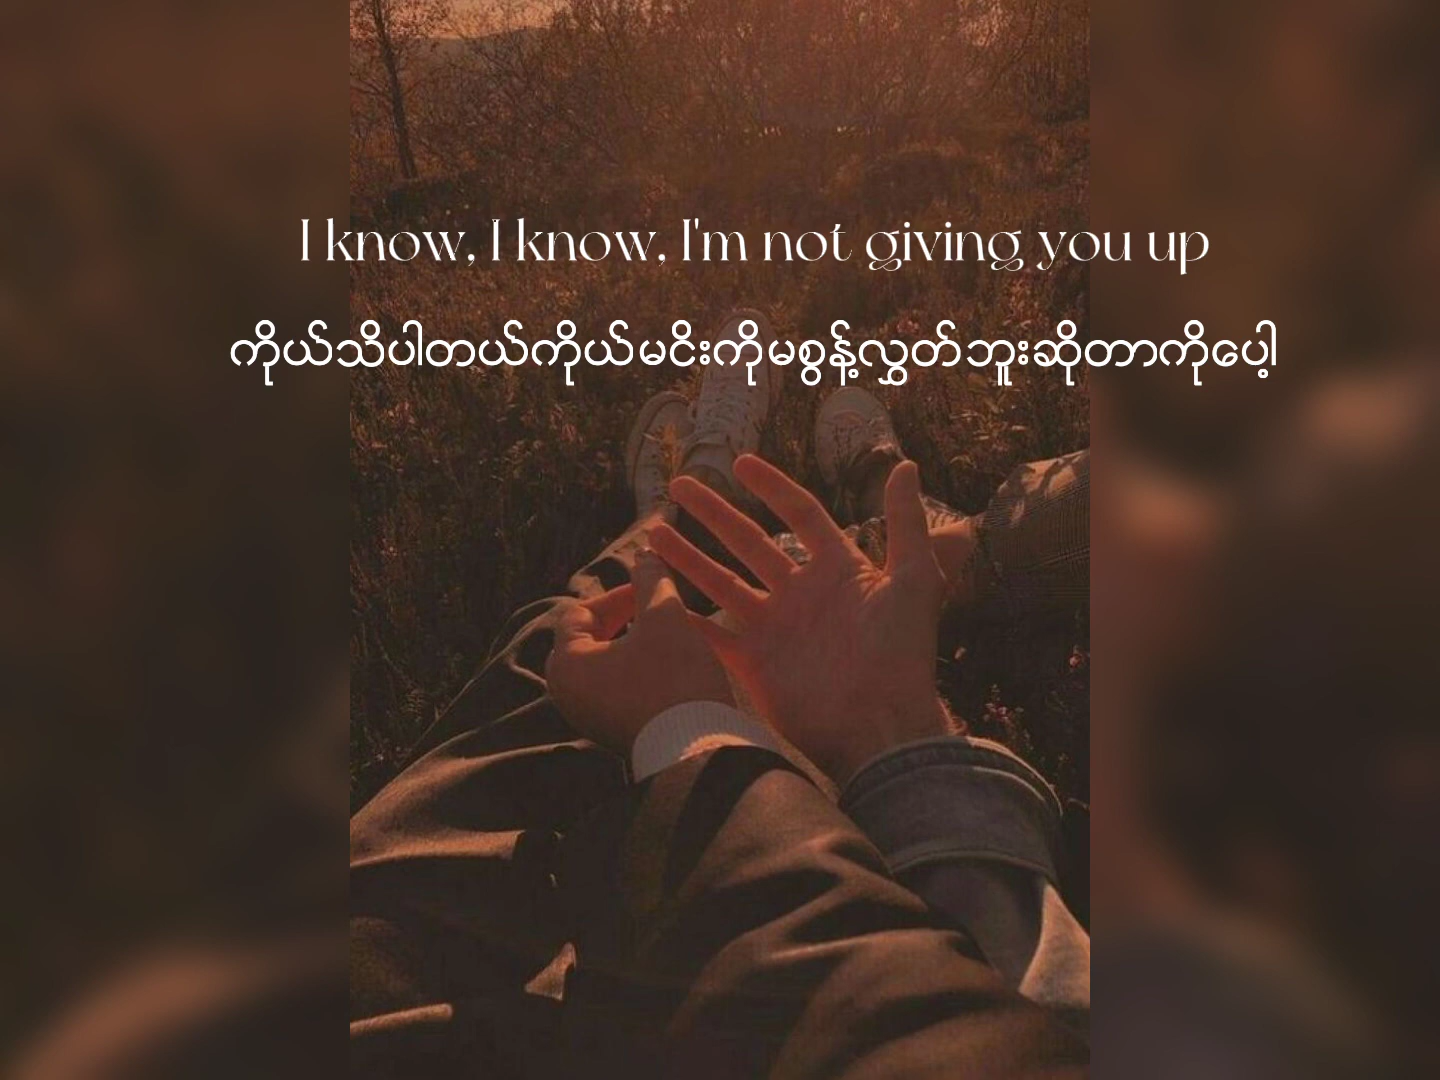 I know, I know, I'm not giving you up
ကိုယ်သိပါတယ်ကိုယ်မငိးကိုမစွန့်လွှတ်ဘူးဆိုတာကိုပေါ့